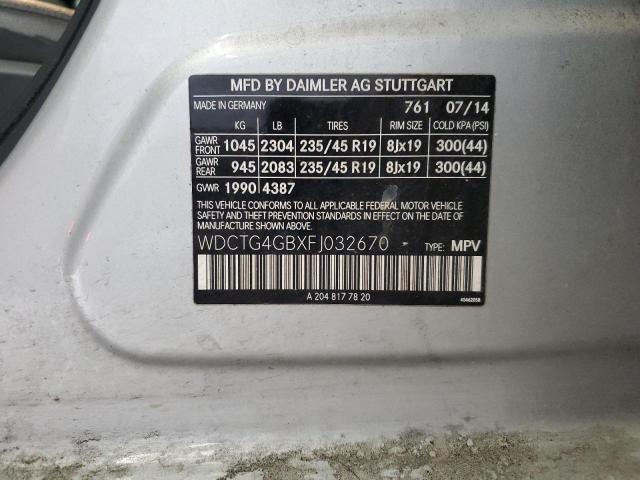 MFD BY DAIMLER AG STUTTGART
MADE IN GERMANY 761 07/14
KG LB TIRES RIM SIZE COLD KPA (PSI)
GAWR FRONT 1045 2304 235/45 R19 8Jx19 300(44)
GAWR REAR 945 2083 235/45 R19 8Jx19 300(44)
GVWR 1990 4387
THIS VEHICLE CONFORMS TO ALL APPLICABLE FEDERAL MOTOR VEHICLE
SAFETY, BUMPER, AND THEFT PREVENTION STANDARDS IN EFFECT ON THE
DATE OF MANUFACTURE SHOWN ABOVE.
WDCTG4GBXFJ032670 TYPE: MPV
A 204 817 78 20